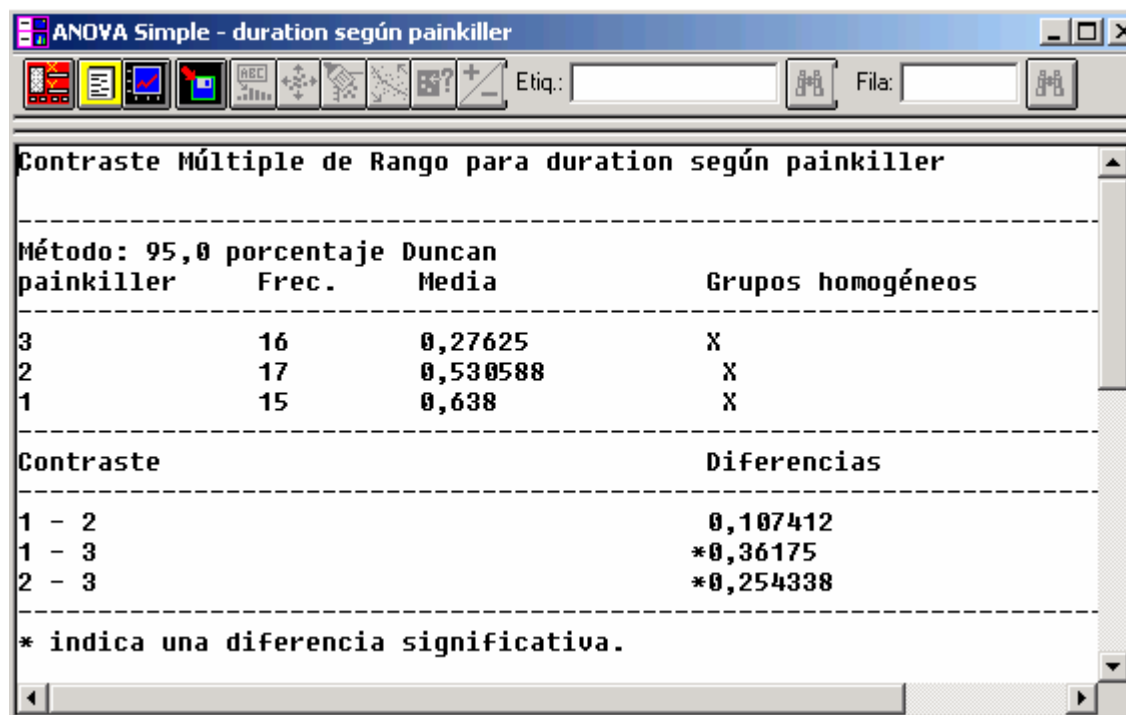 ANOVA Simple - duration según painkiller
Etiq.: Fila:
Contraste Múltiple de Rango para duration según painkiller
--------------------------------------------------------------------
Método: 95,0 porcentaje Duncan
painkiller Frec. Media Grupos homogéneos
--------------------------------------------------------------------
3 16 0,27625 X
2 17 0,530588 X
1 15 0,638 X
--------------------------------------------------------------------
Contraste Diferencias
--------------------------------------------------------------------
1 - 2 0,107412
1 - 3 *0,36175
2 - 3 *0,254338
--------------------------------------------------------------------
* indica una diferencia significativa.